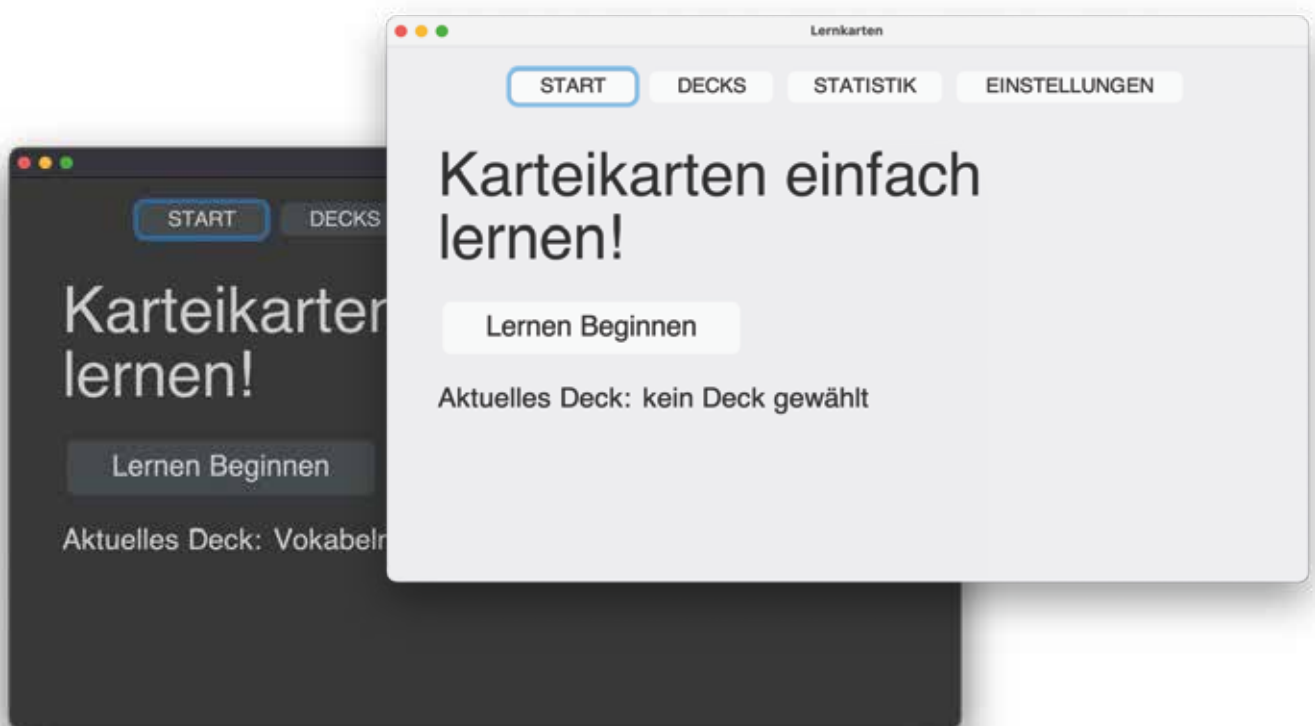 Lernkarten
START DECKS STATISTIK EINSTELLUNGEN
Karteikarten einfach
lernen!
Lernen Beginnen
Aktuelles Deck: kein Deck gewählt
START DECKS
lernen!
Lernen Beginnen
Aktuelles Deck: